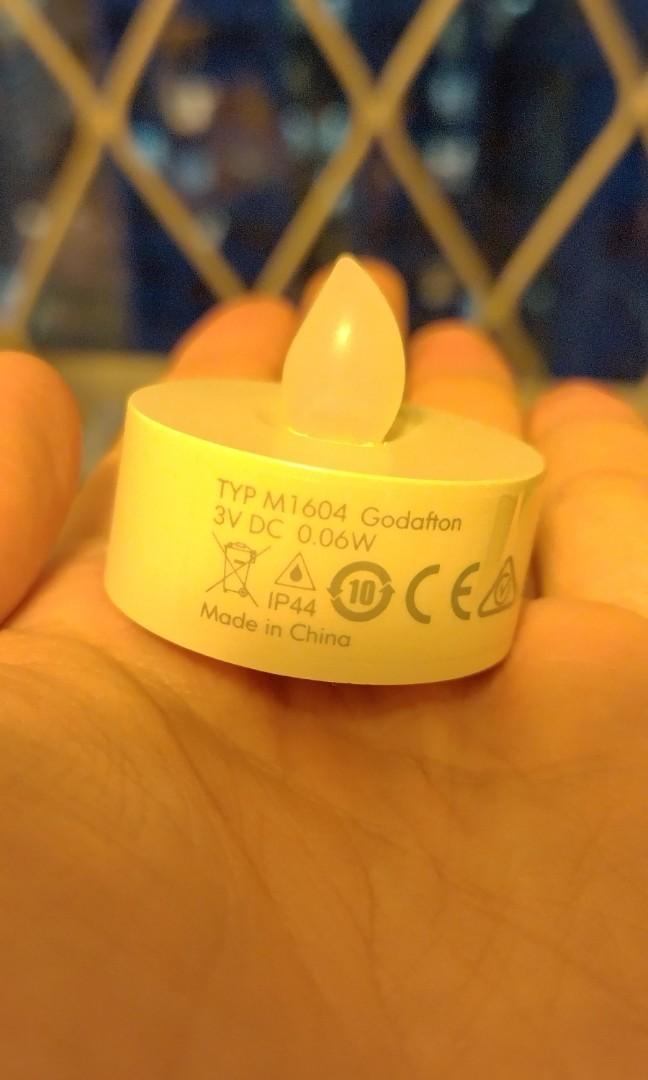 TYP M1604 Godafton
3V DC 0.06W
IP44 10 CE
Made in China